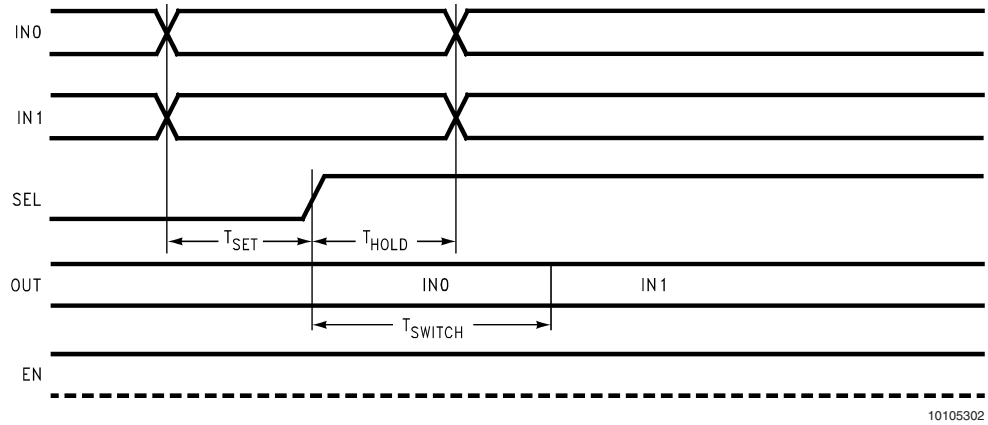 IN0
IN1
SEL
TSET THOLD
OUT IN0 IN1
TSWITCH
EN
10105302